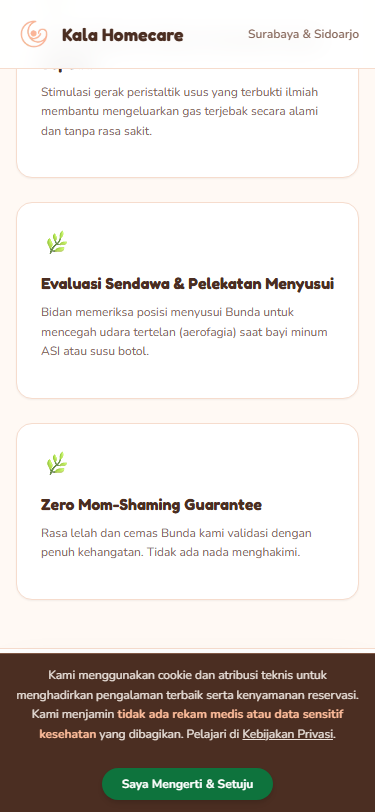 Kala Homecare
Surabaya & Sidoarjo
Stimulasi gerak peristaltik usus yang terbukti ilmiah
membantu mengeluarkan gas terjebak secara alami
dan tanpa rasa sakit.
Evaluasi Sendawa & Pelekatan Menyusui
Bidan memeriksa posisi menyusui Bunda untuk
mencegah udara tertelan (aerofagia) saat bayi minum
ASI atau susu botol.
Zero Mom-Shaming Guarantee
Rasa lelah dan cemas Bunda kami validasi dengan
penuh kehangatan. Tidak ada nada menghakimi.
Kami menggunakan cookie dan atribusi teknis untuk
menghadirkan pengalaman terbaik serta kenyamanan reservasi.
Kami menjamin tidak ada rekam medis atau data sensitif
kesehatan yang dibagikan. Pelajari di Kebijakan Privasi.
Saya Mengerti & Setuju